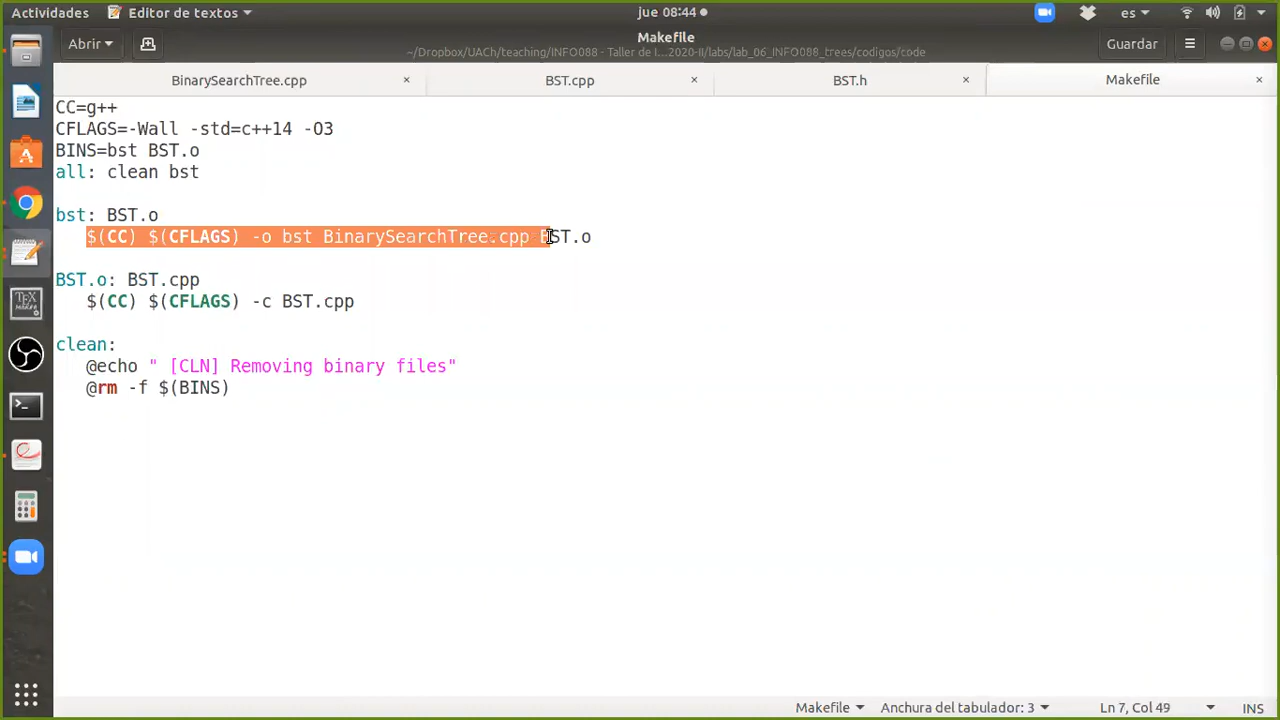 Actividades Editor de textos jue 08:44 es
Abrir Makefile Guardar
~/Dropbox/UACh/teaching/INFO088 - Taller de I...2020-II/labs/lab_06_INFO088_trees/codigos/code
BinarySearchTree.cpp × BST.cpp × BST.h × Makefile ×
CC=g++
CFLAGS=-Wall -std=c++14 -O3
BINS=bst BST.o
all: clean bst
bst: BST.o
$(CC) $(CFLAGS) -o bst BinarySearchTree.cpp BST.o
BST.o: BST.cpp
$(CC) $(CFLAGS) -c BST.cpp
clean:
@echo " [CLN] Removing binary files"
@rm -f $(BINS)
Makefile Anchura del tabulador: 3 Ln 7, Col 49 INS